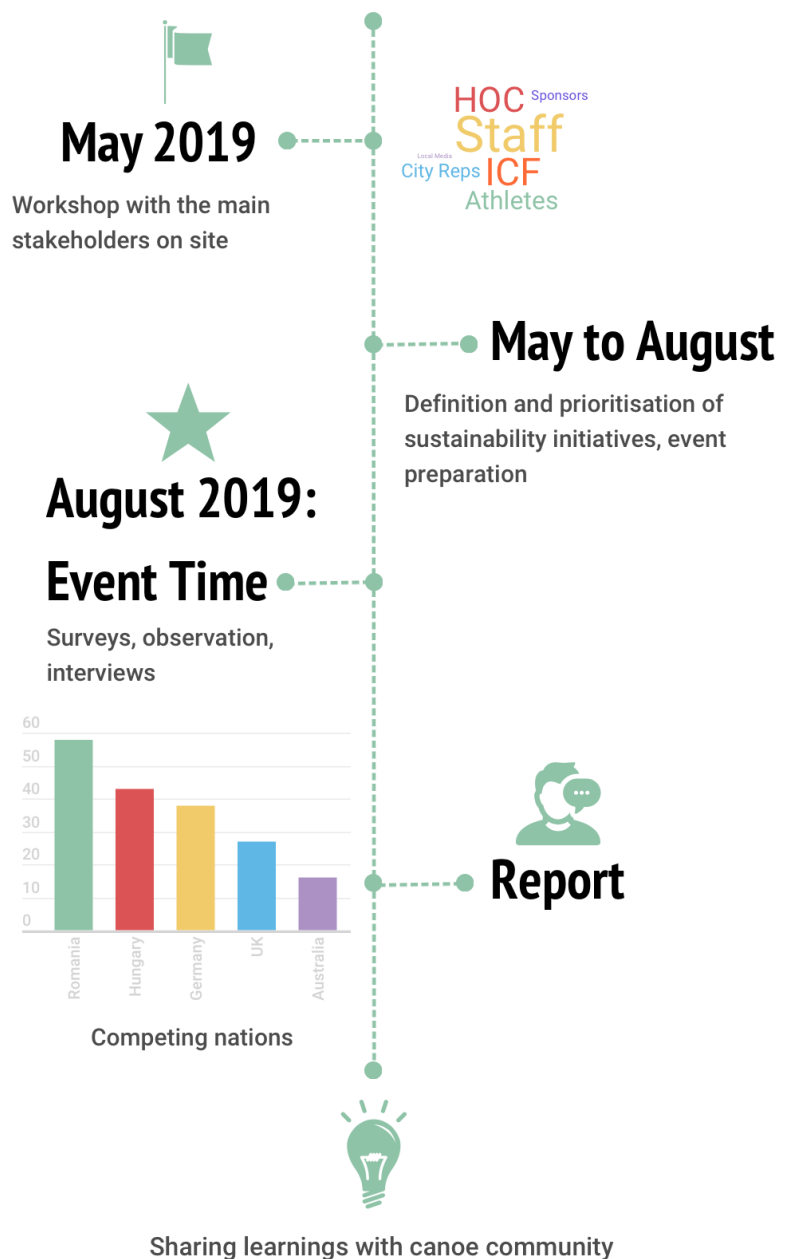 May 2019
Workshop with the main
stakeholders on site
HOC Sponsors
Staff
Local Media
City Reps ICF
Athletes
May to August
Definition and prioritisation of
sustainability initiatives, event
preparation
August 2019:
Event Time
Surveys, observation,
interviews
60
50
40
30
20
10
0
Romania
Hungary
Germany
UK
Australia
Competing nations
Report
Sharing learnings with canoe community